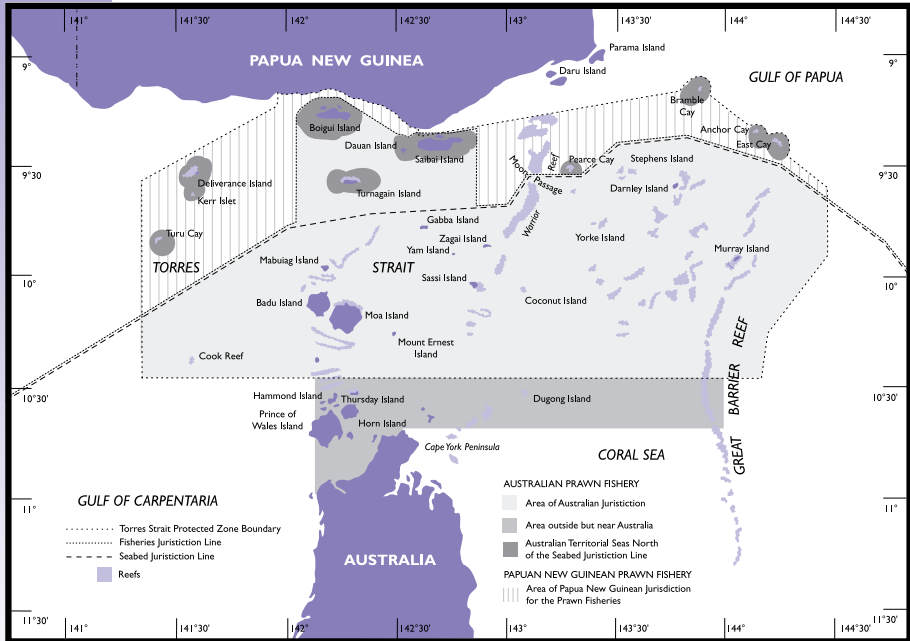 141°
142°
142°30'
143°
143°30'
144°
144°30'
9°
9°
PAPUA NEW GUINEA
Parama Island
Daru Island
GULF OF PAPUA
Bramble
Cay
Boigui Island
Anchor Cay
Dauan Island
East Cay
Saibai Island
Moon
Passage
Reef
Pearce Cay
Stephens Island
9°30'
9°30'
Deliverance Island
Kerr Islet
Turnagain Island
Darnley Island
Warrior
Gabba Island
Turu Cay
Zagai Island
Yorke Island
Yam Island
Murray Island
Mabuiag Island
TORRES
STRAIT
10°
10°
Sassi Island
Badu Island
Coconut Island
Moa Island
Mount Ernest
Island
Cook Reef
GREAT BARRIER REEF
10°30'
10°30'
Hammond Island
Thursday Island
Dugong Island
Prince of
Wales Island
Horn Island
Cape York Peninsula
CORAL SEA
GULF OF CARPENTARIA
11°
11°
Torres Strait Protected Zone Boundary
Fisheries Juristiction Line
Seabed Juristiction Line
Reefs
AUSTRALIA
AUSTRALIAN PRAWN FISHERY
Area of Australian Juristiction
Area outside but near Australia
Australian Territorial Seas North
of the Seabed Juristiction Line
PAPUAN NEW GUINEAN PRAWN FISHERY
Area of Papua New Guinean Jurisdiction
for the Prawn Fisheries
11°30'
11°30'
141°
141°30'
142°
142°30'
143°
143°30'
144°
144°30'